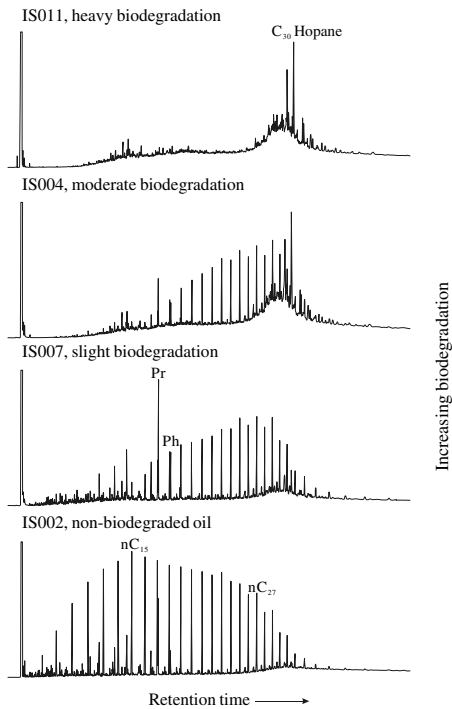 IS011, heavy biodegradation
C₃₀ Hopane
IS004, moderate biodegradation
IS007, slight biodegradation
Pr
Ph
IS002, non-biodegraded oil
nC₁₅
nC₂₇
Retention time
Increasing biodegradation